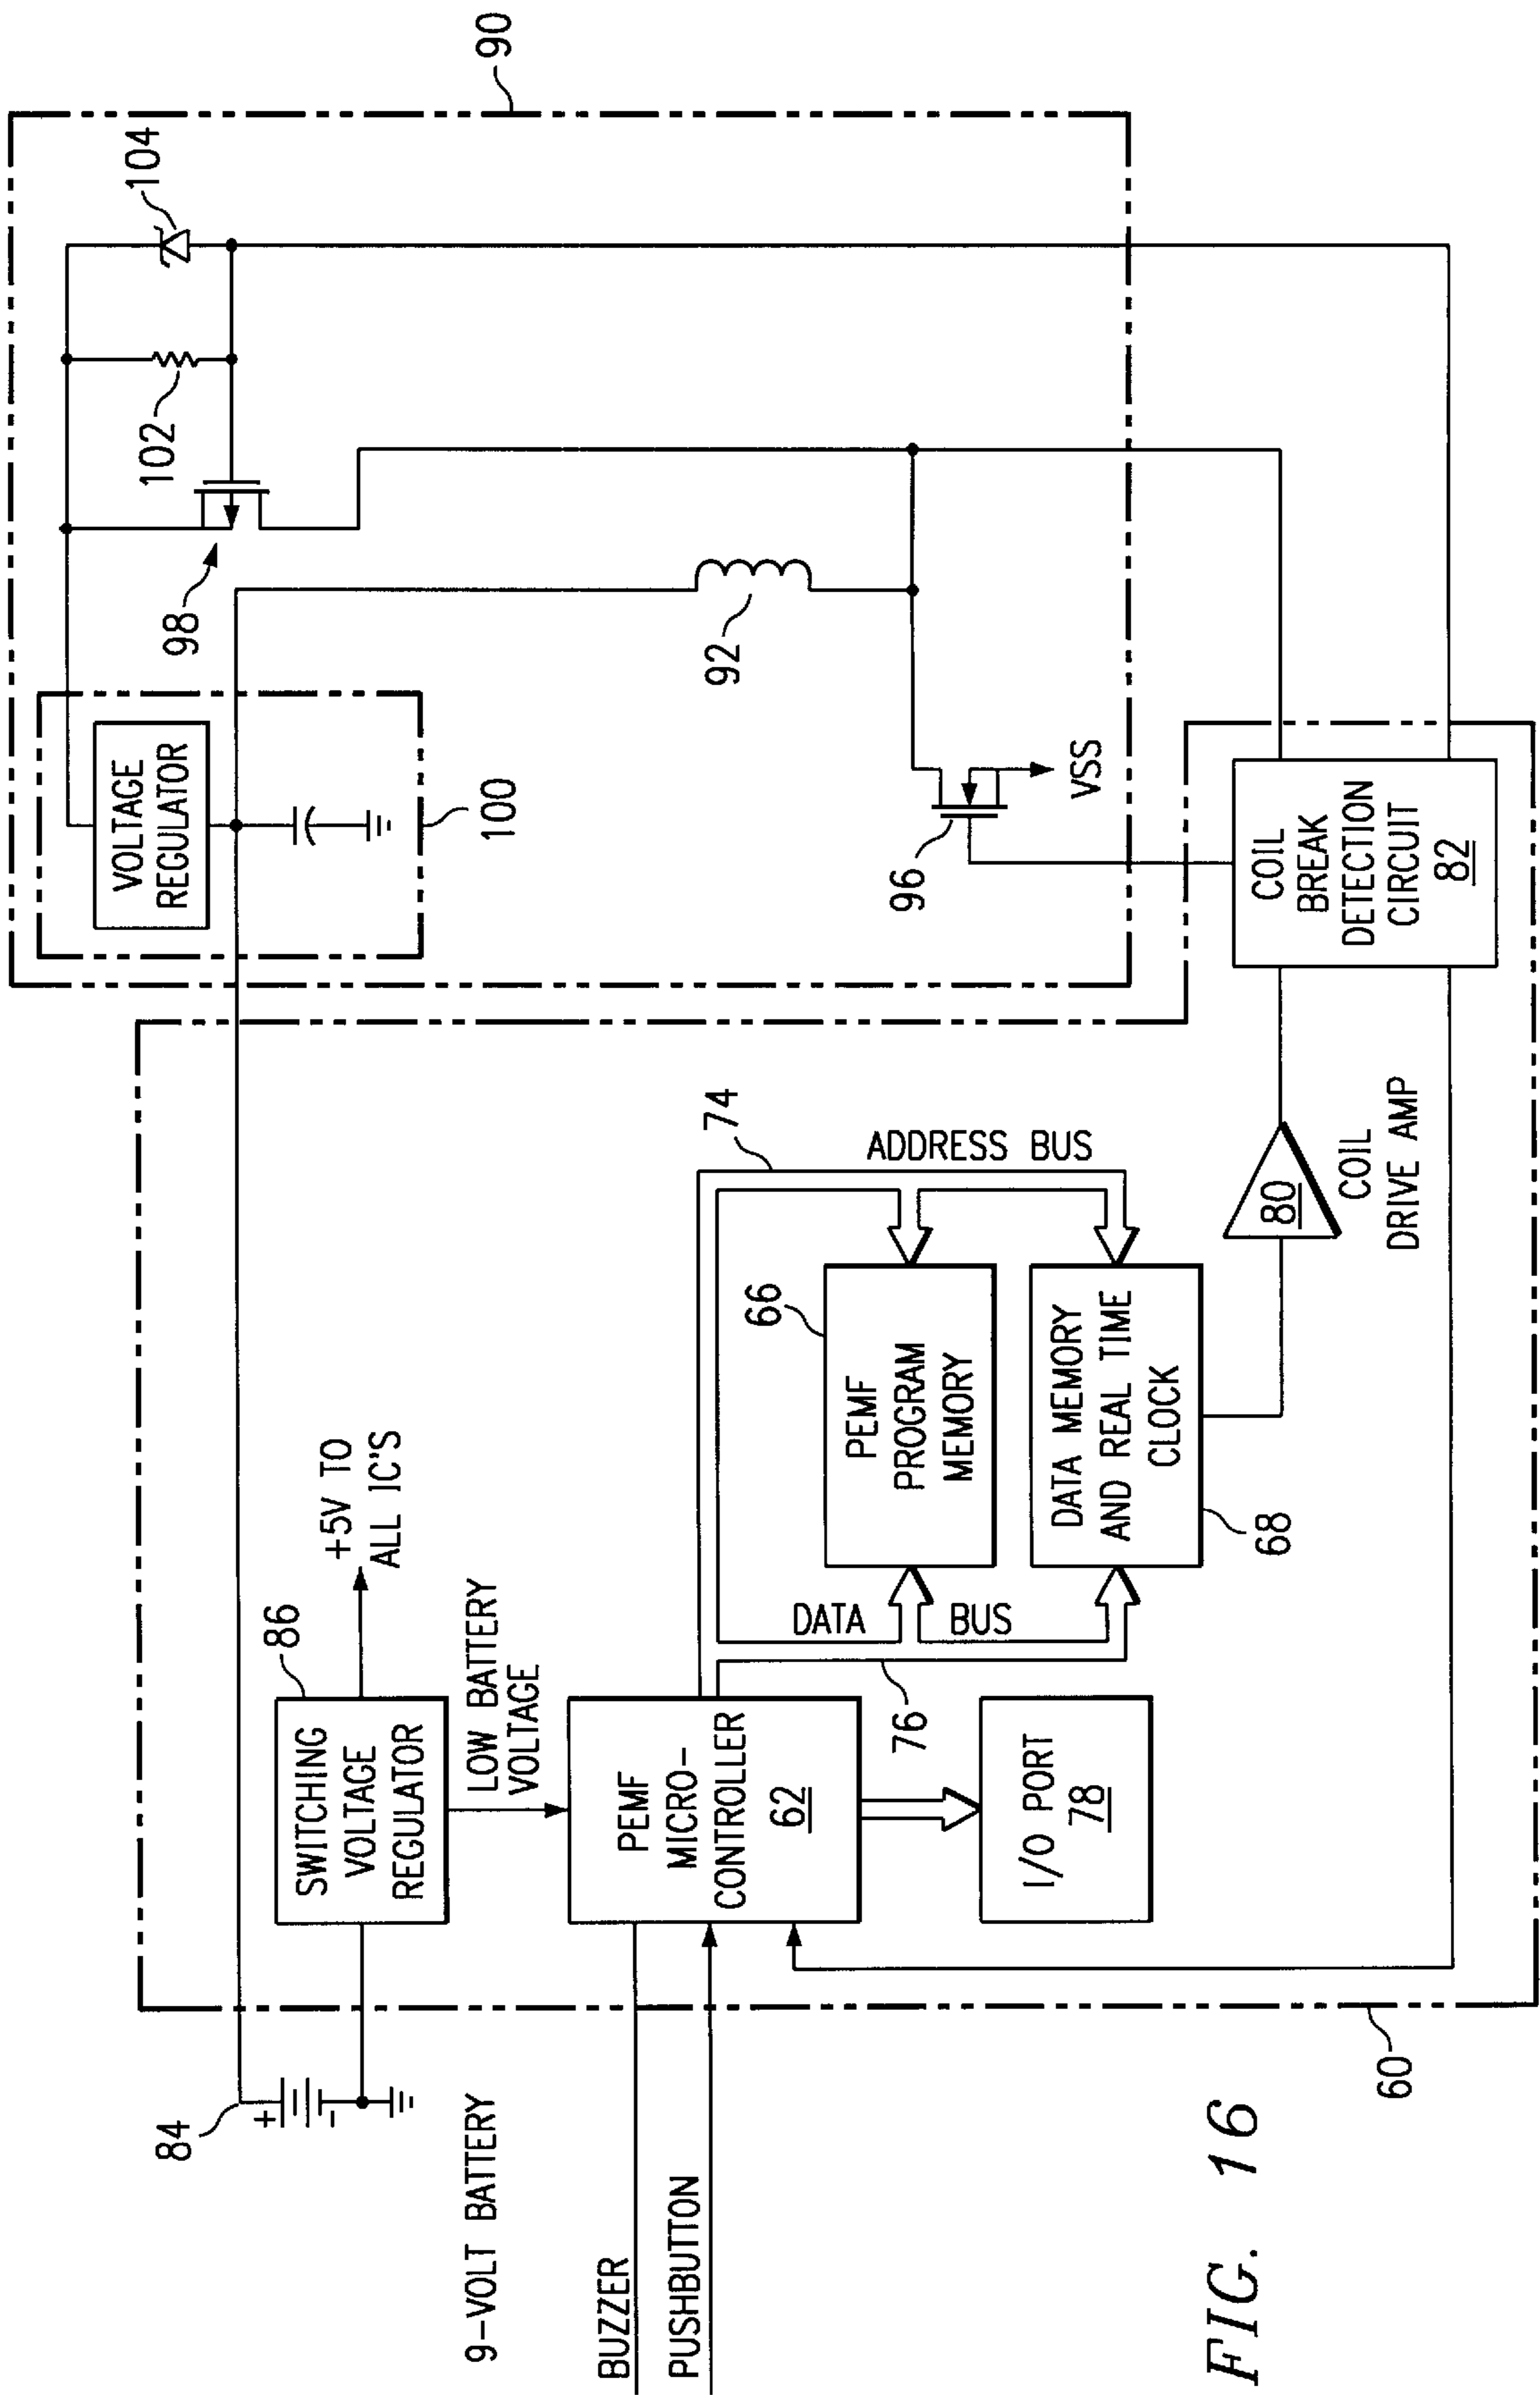 90
104
102
98
VOLTAGE
REGULATOR
100
92
96
VSS
COIL
BREAK
DETECTION
CIRCUIT
82
74
ADDRESS BUS
80
COIL
DRIVE AMP
66
PEMF
PROGRAM
MEMORY
DATA MEMORY
AND REAL TIME
CLOCK
68
+5V TO
ALL IC'S
DATA BUS
76
86
SWITCHING
VOLTAGE
REGULATOR
LOW BATTERY
VOLTAGE
PEMF
MICRO-
CONTROLLER
62
I/O PORT
78
84
+
-
9-VOLT BATTERY
BUZZER
PUSHBUTTON
60
FIG. 16